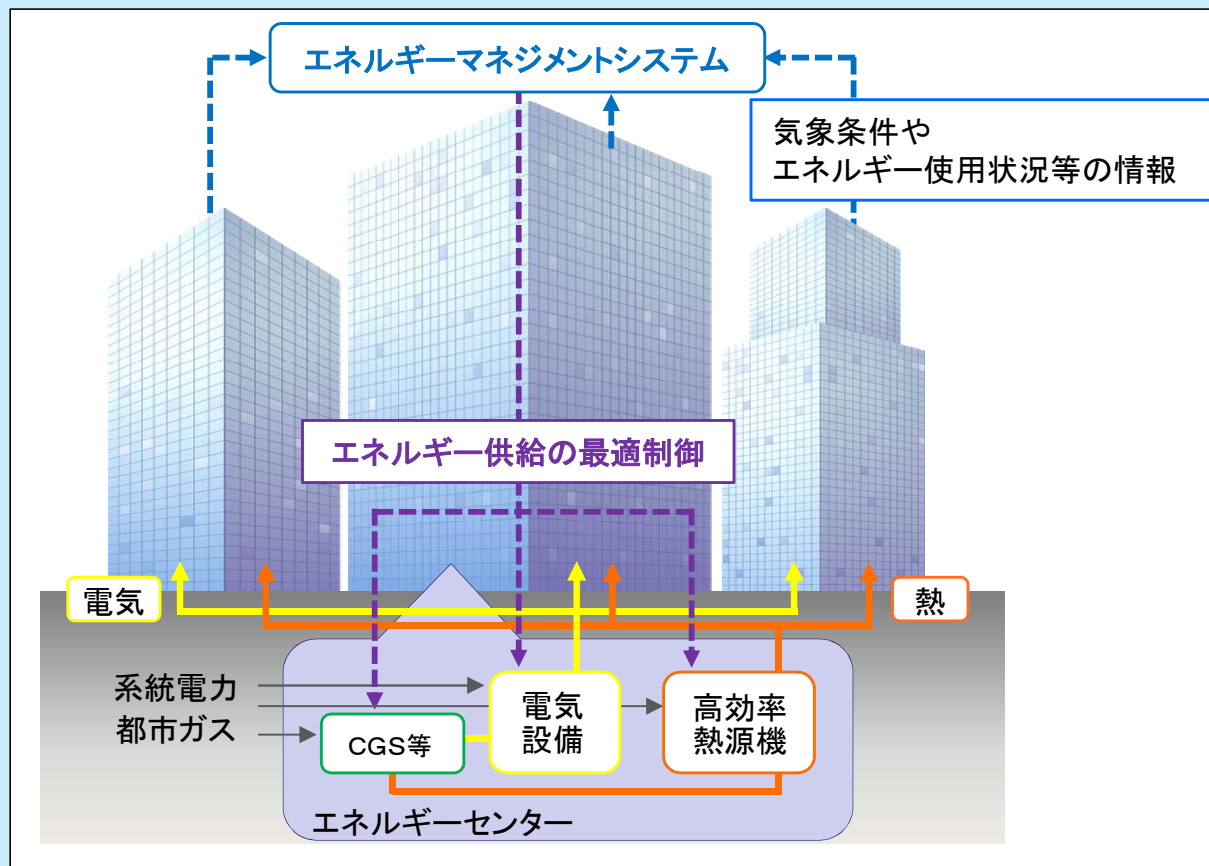 エネルギーマネジメントシステム
気象条件や
エネルギー使用状況等の情報
エネルギー供給の最適制御
電気
熱
系統電力
都市ガス
CGS等
電気
設備
高効率
熱源機
エネルギーセンター